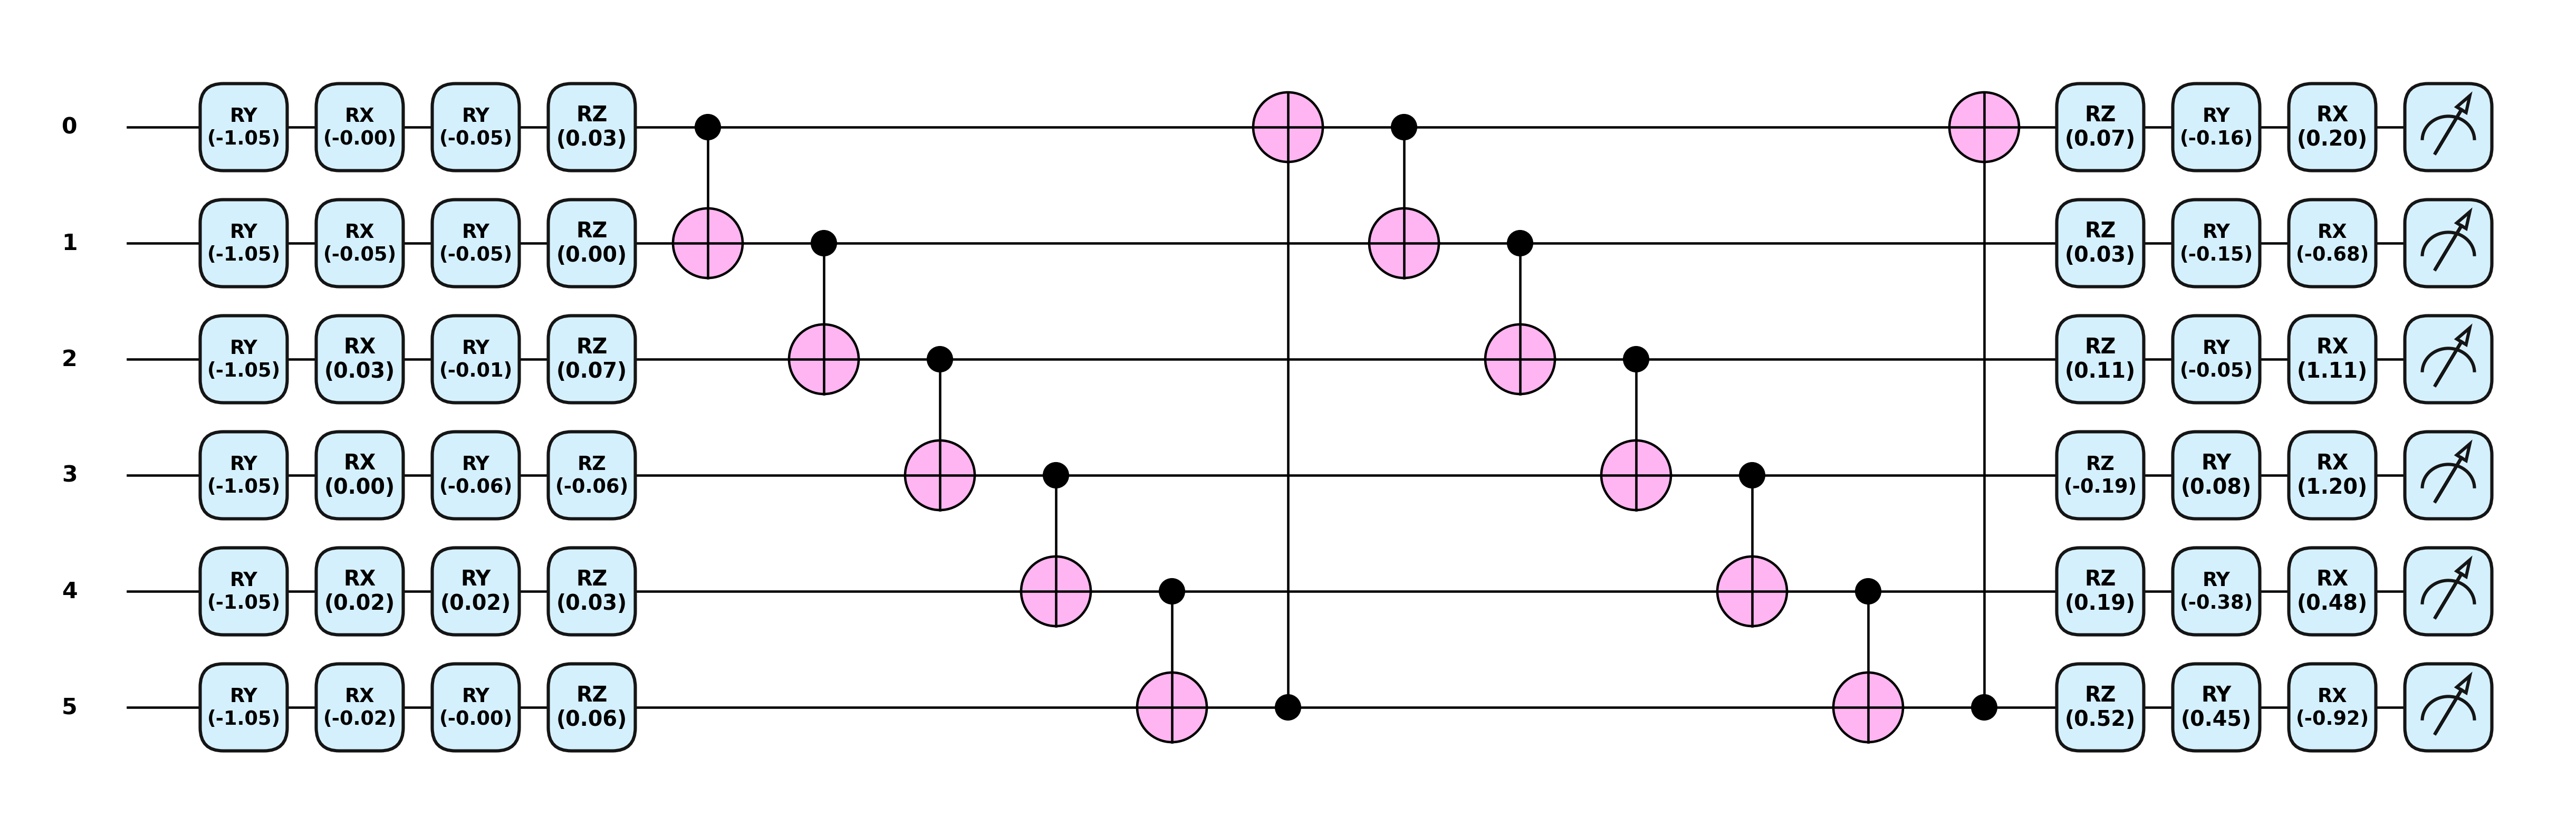 0 RY RX RY RZ RZ RY RX
(-1.05) (-0.00) (-0.05) (0.03) (0.07) (-0.16) (0.20)
1 RY RX RY RZ RZ RY RX
(-1.05) (-0.05) (-0.05) (0.00) (0.03) (-0.15) (-0.68)
2 RY RX RY RZ RZ RY RX
(-1.05) (0.03) (-0.01) (0.07) (0.11) (-0.05) (1.11)
3 RY RX RY RZ RZ RY RX
(-1.05) (0.00) (-0.06) (-0.06) (-0.19) (0.08) (1.20)
4 RY RX RY RZ RZ RY RX
(-1.05) (0.02) (0.02) (0.03) (0.19) (-0.38) (0.48)
5 RY RX RY RZ RZ RY RX
(-1.05) (-0.02) (-0.00) (0.06) (0.52) (0.45) (-0.92)